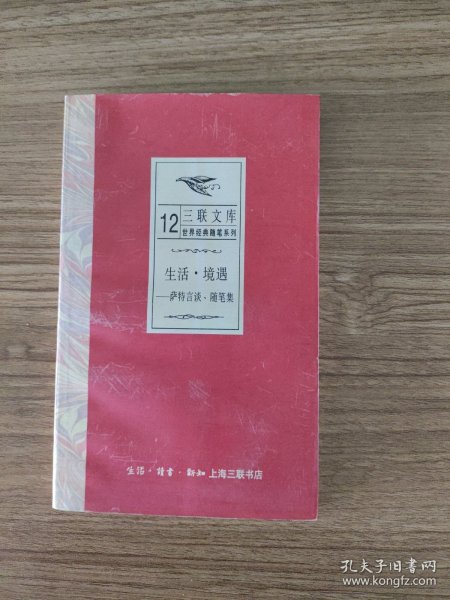 12
三联文库
世界经典随笔系列
生活·境遇
——萨特言谈·随笔集
生活·讀書·新知 上海三联书店
孔夫子旧书网
www.kongfz.com